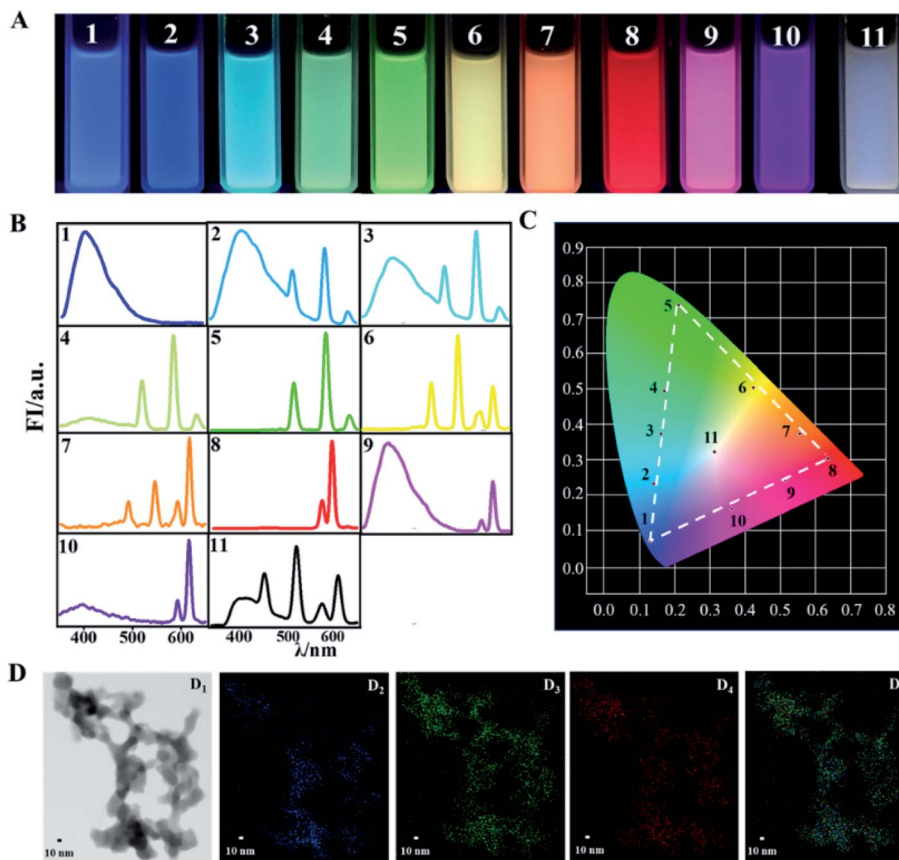 A
1 2 3 4 5 6 7 8 9 10 11
B
1 2 3
4 5 6
FI/a.u.
7 8 9
10 11
400 500 600 400 500 600
λ/nm
C
0.9
0.8
0.7
0.6
0.5
0.4
0.3
0.2
0.1
0.0
5
4
6
3
7
11
8
2
9
1
10
0.0 0.1 0.2 0.3 0.4 0.5 0.6 0.7 0.8
D
D1 D2 D3 D4 D
10 nm 10 nm 10 nm 10 nm 10 nm